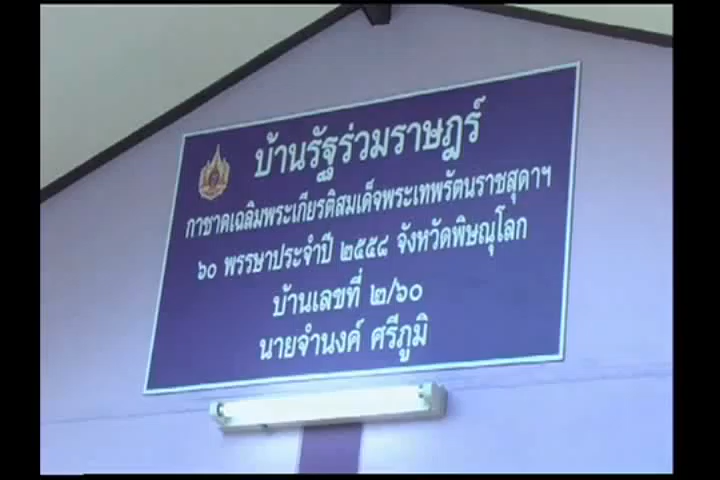 บ้านรัฐร่วมราษฎร์
กาชาดเฉลิมพระเกียรติสมเด็จพระเทพรัตนราชสุดาฯ
๖๐ พรรษาประจำปี ๒๕๕๘ จังหวัดพิษณุโลก
บ้านเลขที่ ๒/๖๐
นายจำนงค์ ศรีภูมิ